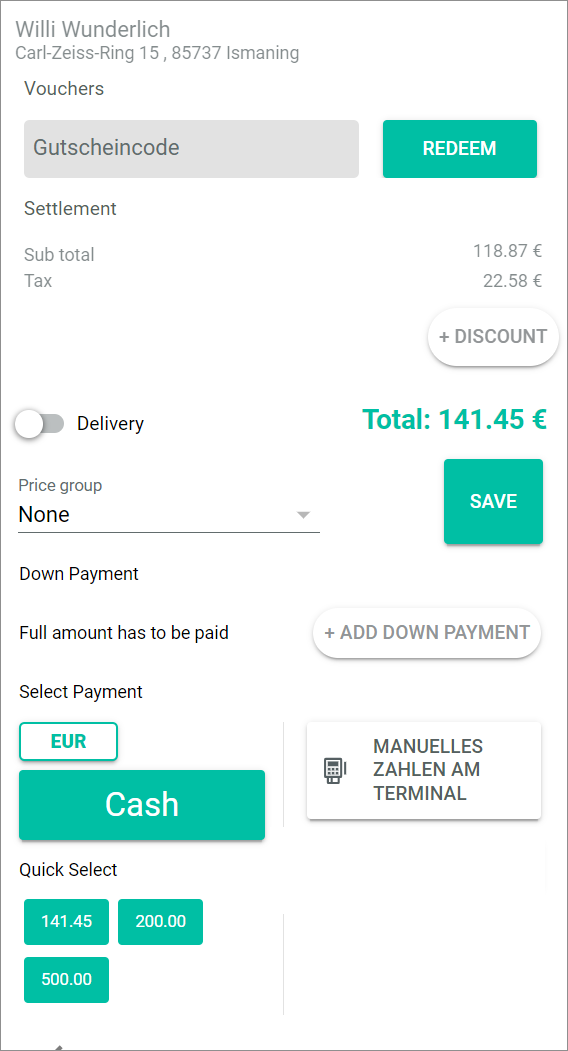 Willi Wunderlich
Carl-Zeiss-Ring 15 , 85737 Ismaning
Vouchers
Gutscheincode
REDEEM
Settlement
Sub total 118.87 €
Tax 22.58 €
+ DISCOUNT
Delivery
Total: 141.45 €
Price group
None
SAVE
Down Payment
Full amount has to be paid
+ ADD DOWN PAYMENT
Select Payment
EUR
Cash
MANUELLES
ZAHLEN AM
TERMINAL
Quick Select
141.45 200.00
500.00